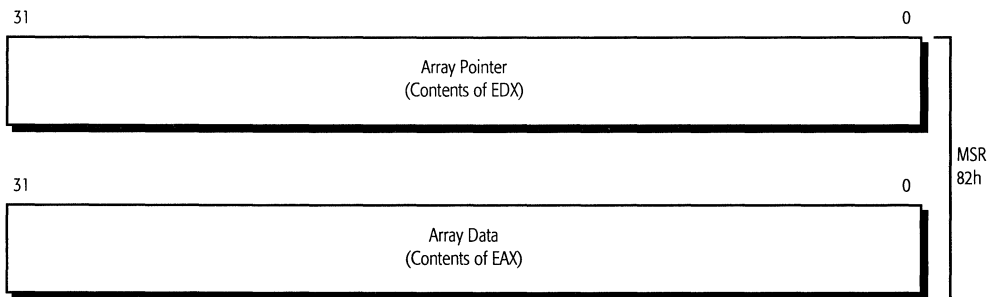 31 0
Array Pointer
(Contents of EDX)
MSR
82h
31 0
Array Data
(Contents of EAX)